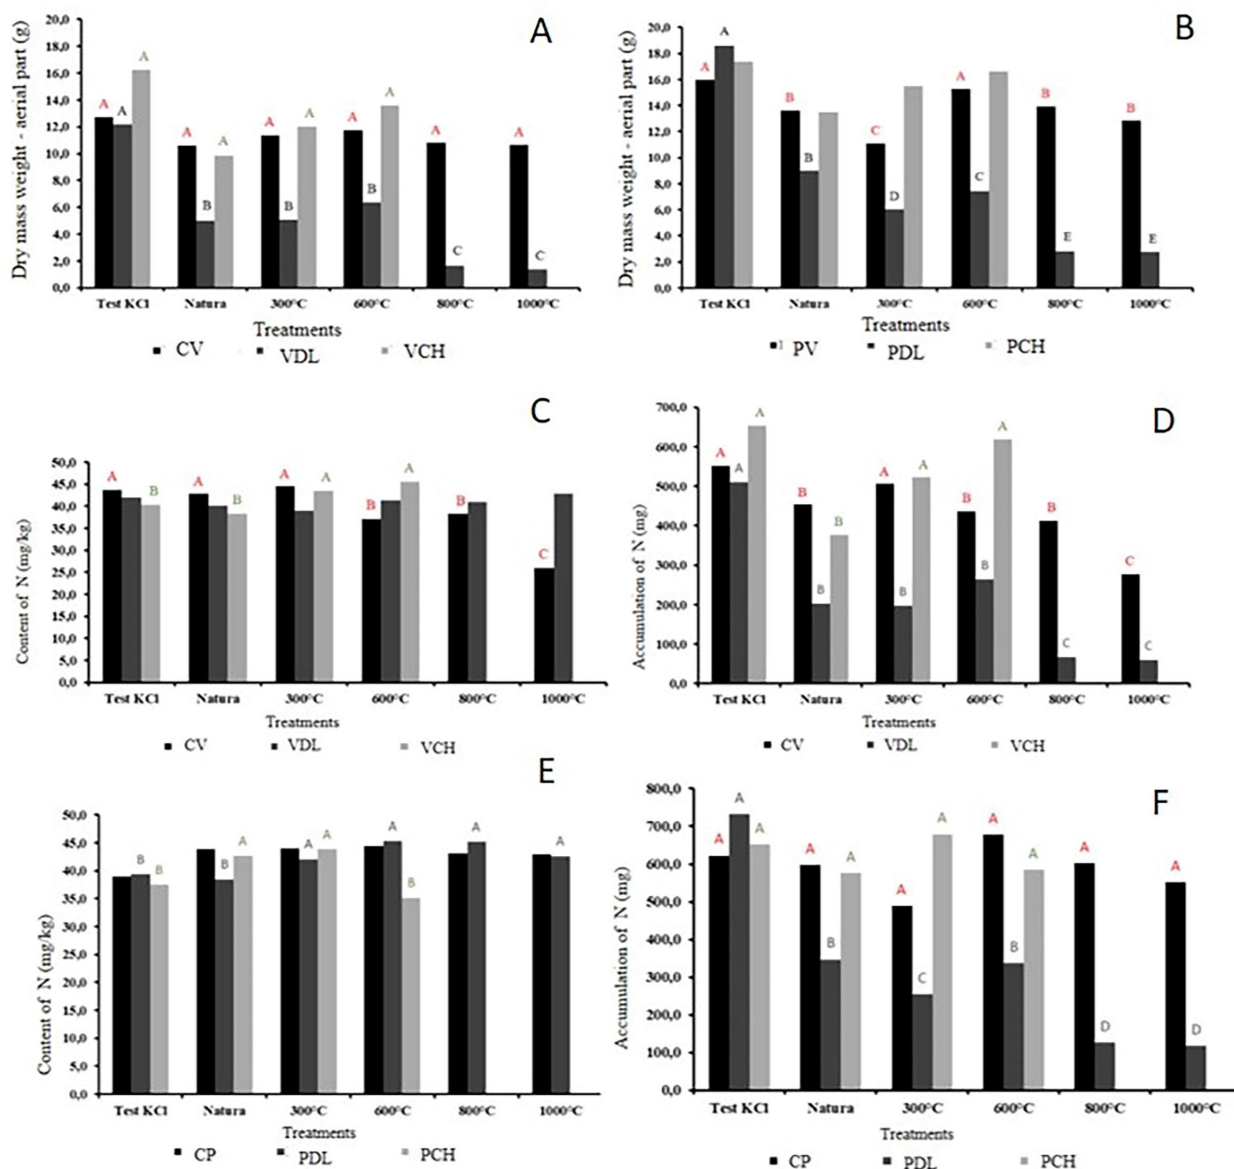 A
Dry mass weight - aerial part (g)
20,0
18,0
16,0
14,0
12,0
10,0
8,0
6,0
4,0
2,0
0,0
A A A
A B A
A B A
A B A
A C
A C
Test KCl Natura 300°C 600°C 800°C 1000°C
Treatments
CV VDL VCH
B
Dry mass weight - aerial part (g)
20,0
18,0
16,0
14,0
12,0
10,0
8,0
6,0
4,0
2,0
0,0
A A
B B
C D
A C
B E
B E
Test KCl Natura 300°C 600°C 800°C 1000°C
Treatments
PV PDL PCH
C
Content of N (mg/kg)
50,0
45,0
40,0
35,0
30,0
25,0
20,0
15,0
10,0
5,0
0,0
A B
A B
A A
B A
B
C
Test KCl Natura 300°C 600°C 800°C 1000°C
Treatments
CV VDL VCH
D
Accumulation of N (mg)
700,0
600,0
500,0
400,0
300,0
200,0
100,0
0,0
A A A
B B B
A B A
B B A
B C
C C
Test KCl Natura 300°C 600°C 800°C 1000°C
Treatments
CV VDL VCH
E
Content of N (mg/kg)
50,0
45,0
40,0
35,0
30,0
25,0
20,0
15,0
10,0
5,0
0,0
B B
B A
A A
A B
A
A
Test KCl Natura 300°C 600°C 800°C 1000°C
Treatments
CP PDL PCH
F
Accumulation of N (mg)
800,0
700,0
600,0
500,0
400,0
300,0
200,0
100,0
0,0
A A A
A B A
A C A
A B A
A D
A D
Test KCl Natura 300°C 600°C 800°C 1000°C
Treatments
CP PDL PCH